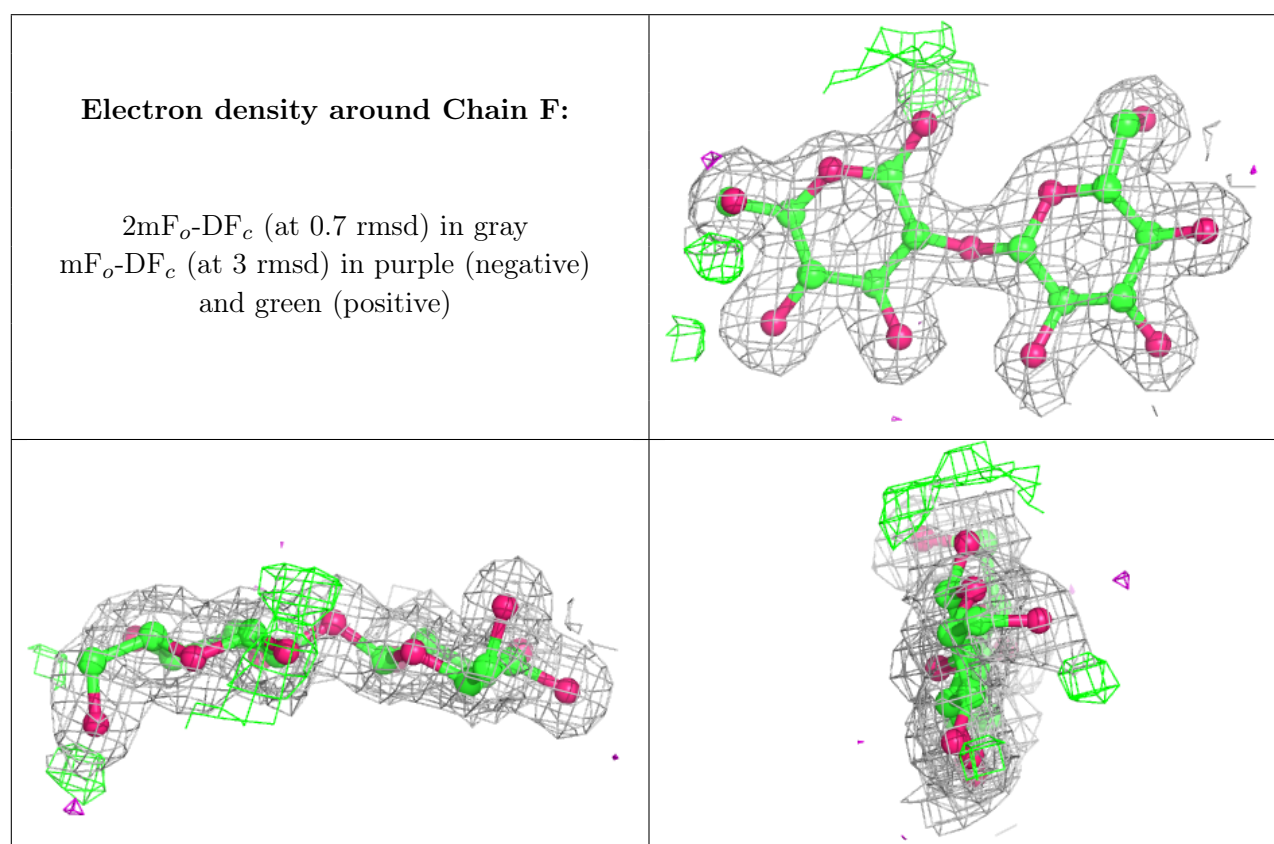 Electron density around Chain F:
2mFo-DFc (at 0.7 rmsd) in gray
mFo-DFc (at 3 rmsd) in purple (negative)
and green (positive)